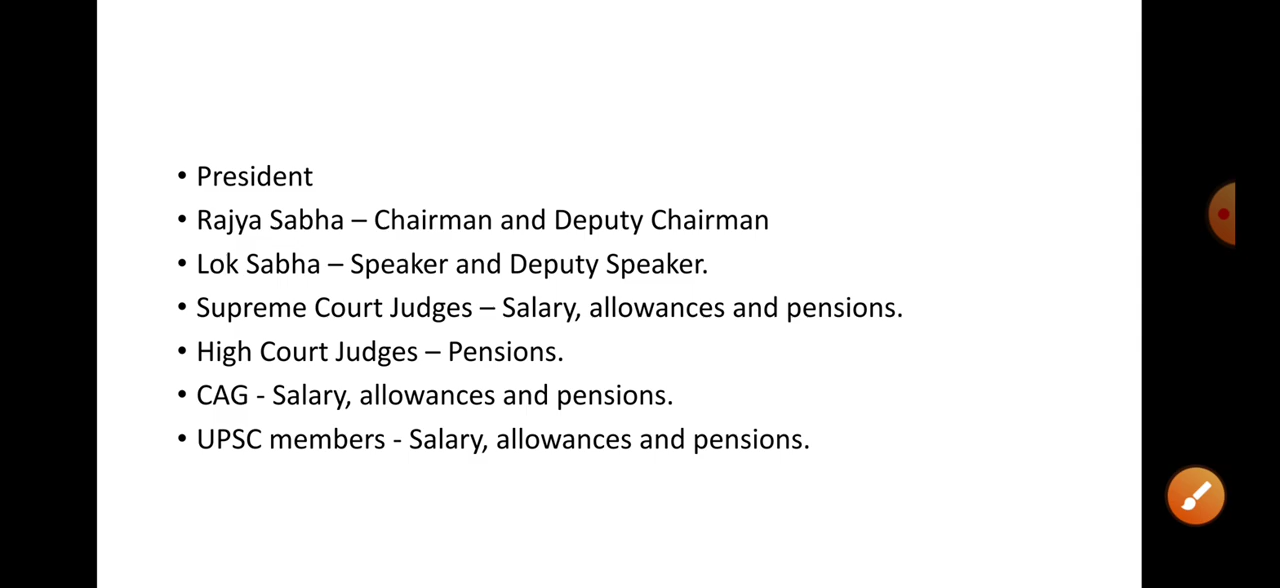 • President
• Rajya Sabha – Chairman and Deputy Chairman
• Lok Sabha – Speaker and Deputy Speaker.
• Supreme Court Judges – Salary, allowances and pensions.
• High Court Judges – Pensions.
• CAG - Salary, allowances and pensions.
• UPSC members - Salary, allowances and pensions.